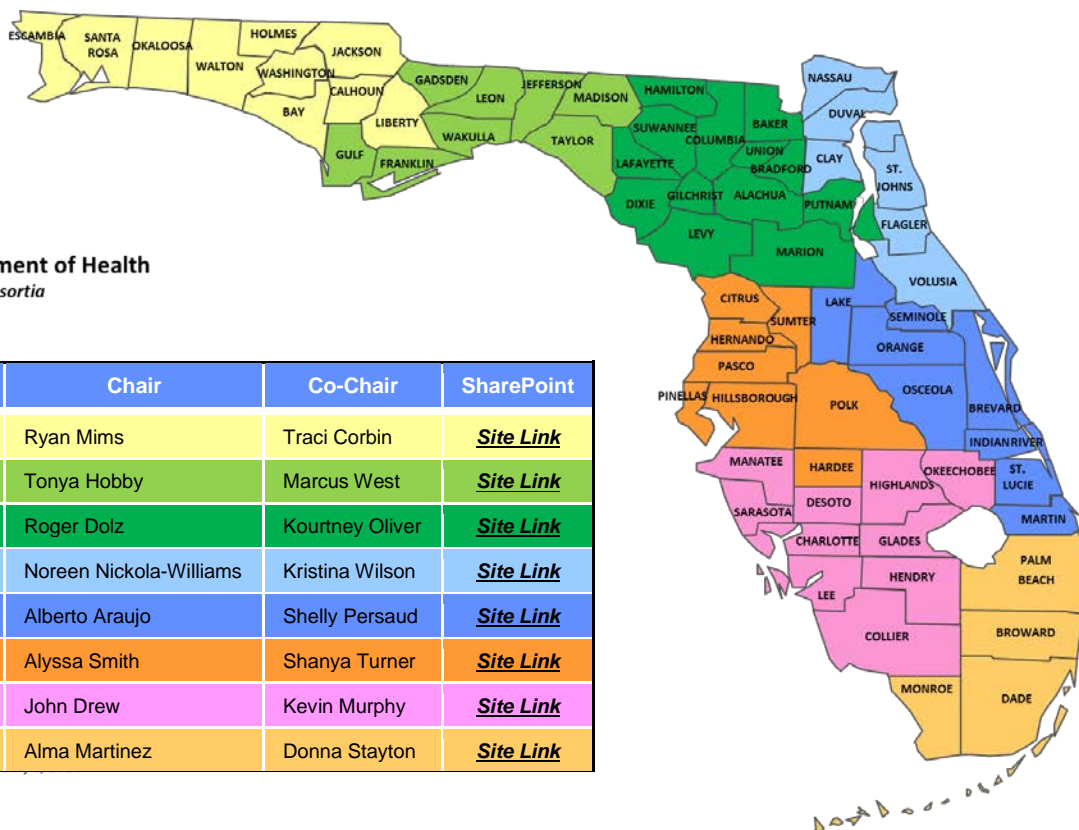 ESCAMBIA
SANTA
ROSA
OKALOOSA
WALTON
HOLMES
WASHINGTON
JACKSON
BAY
CALHOUN
LIBERTY
GULF
FRANKLIN
GADSDEN
LEON
WAKULLA
JEFFERSON
MADISON
TAYLOR
HAMILTON
SUWANNEE
COLUMBIA
LAFAYETTE
BAKER
UNION
BRADFORD
DIXIE
GILCHRIST
ALACHUA
PUTNAM
LEVY
MARION
NASSAU
DUVAL
CLAY
ST.
JOHNS
FLAGLER
VOLUSIA
ment of Health
sortia
CITRUS
SUMTER
HERNANDO
PASCO
PINELLAS
HILLSBOROUGH
POLK
HARDEE
LAKE
SEMINOLE
ORANGE
OSCEOLA
BREVARD
INDIANRIVER
ST.
LUCIE
MARTIN
MANATEE
SARASOTA
DESOTO
HIGHLANDS
OKEECHOBEE
CHARLOTTE
GLADES
LEE
HENDRY
COLLIER
PALM
BEACH
BROWARD
MONROE
DADE
Chair Co-Chair SharePoint
Ryan Mims Traci Corbin Site Link
Tonya Hobby Marcus West Site Link
Roger Dolz Kourtney Oliver Site Link
Noreen Nickola-Williams Kristina Wilson Site Link
Alberto Araujo Shelly Persaud Site Link
Alyssa Smith Shanya Turner Site Link
John Drew Kevin Murphy Site Link
Alma Martinez Donna Stayton Site Link